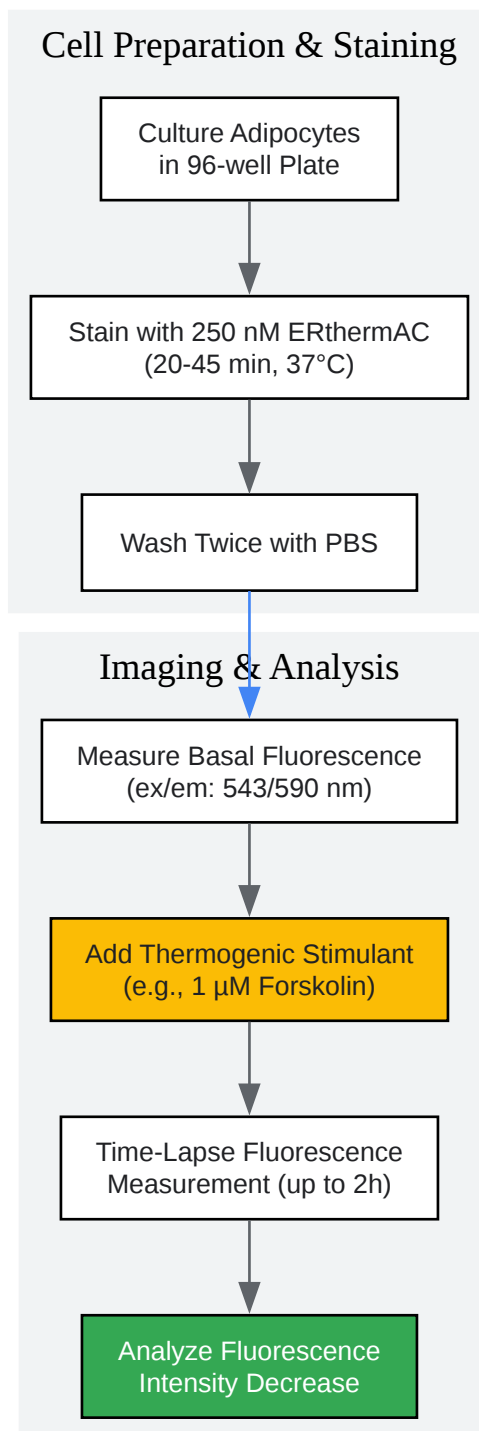 Cell Preparation & Staining
Culture Adipocytes
in 96-well Plate
Stain with 250 nM ERthermAC
(20-45 min, 37°C)
Wash Twice with PBS
Imaging & Analysis
Measure Basal Fluorescence
(ex/em: 543/590 nm)
Add Thermogenic Stimulant
(e.g., 1 µM Forskolin)
Time-Lapse Fluorescence
Measurement (up to 2h)
Analyze Fluorescence
Intensity Decrease